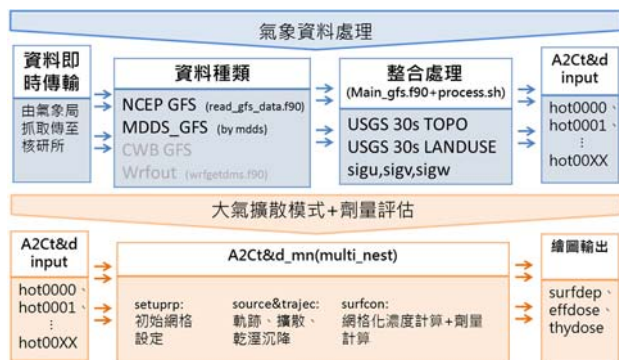 氣象資料處理
資料即
時傳輸
由氣象局
抓取傳至
核研所
資料種類
NCEP GFS (read_gfs_data.f90)
MDDS_GFS (by mdds)
CWB GFS
Wrfout (wrfgetdms.f90)
整合處理
(Main_gfs.f90+process.sh)
USGS 30s TOPO
USGS 30s LANDUSE
sigu,sigv,sigw
A2Ct&d
input
hot0000、
hot0001、
⋮
hot00XX
大氣擴散模式+劑量評估
A2Ct&d
input
hot0000、
hot0001、
⋮
hot00XX
A2Ct&d_mn(multi_nest)
setuprp:
初始網格
設定
source&trajec:
軌跡、擴散、
乾溼沉降
surfcon:
網格化濃度計算+劑量
計算
繪圖輸出
surfdep、
effdose、
thydose